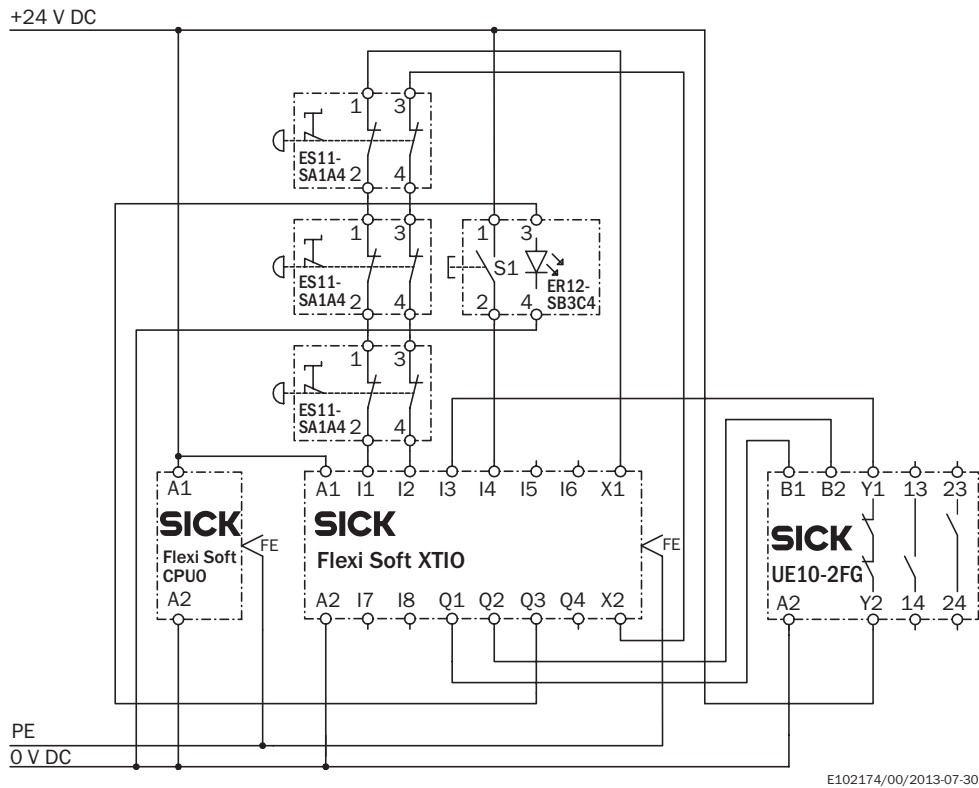 +24 V DC
1 3
ES11-
SA1A4 2 4
1 3
ES11-
SA1A4 2 4
1 3
S1
2 4 ER12-
SB3C4
1 3
ES11-
SA1A4 2 4
A1
SICK
Flexi Soft
CPU0
A2
FE
A1 I1 I2 I3 I4 I5 I6 X1
SICK
Flexi Soft XTIO
A2 I7 I8 Q1 Q2 Q3 Q4 X2
FE
B1 B2 Y1 13 23
SICK
UE10-2FG
A2 Y2 14 24
PE
0 V DC
E102174/00/2013-07-30